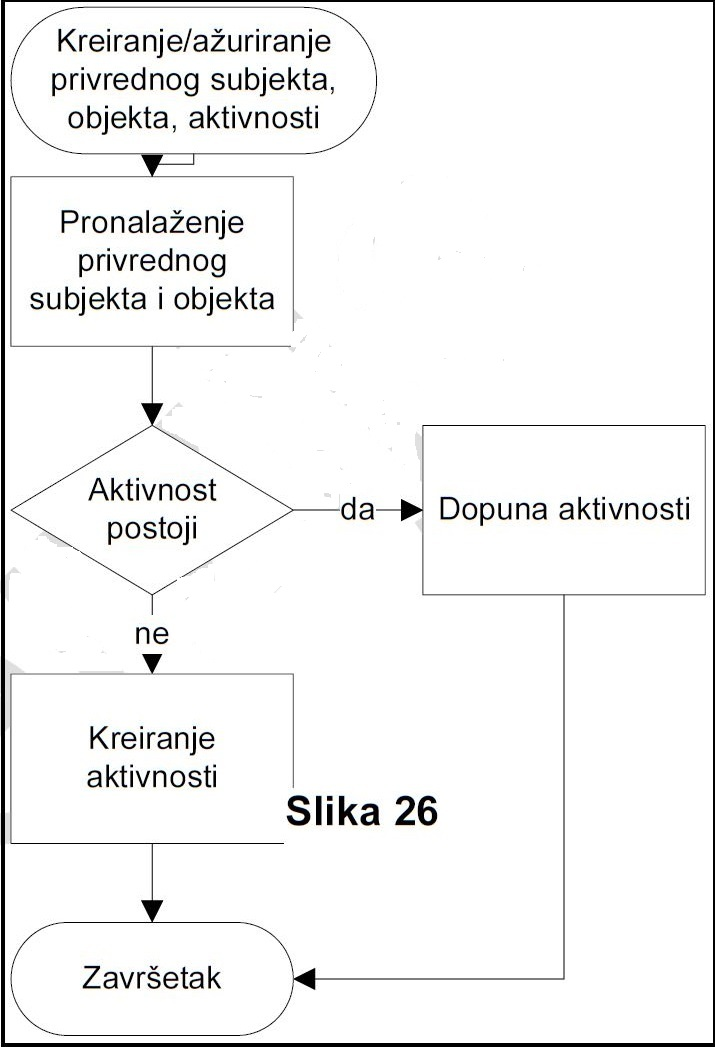 Kreiranje/ažuriranje
privrednog subjekta,
objekta, aktivnosti
Pronalaženje
privrednog
subjekta i objekta
Aktivnost
postoji
da
Dopuna aktivnosti
ne
Kreiranje
aktivnosti
Slika 26
Završetak